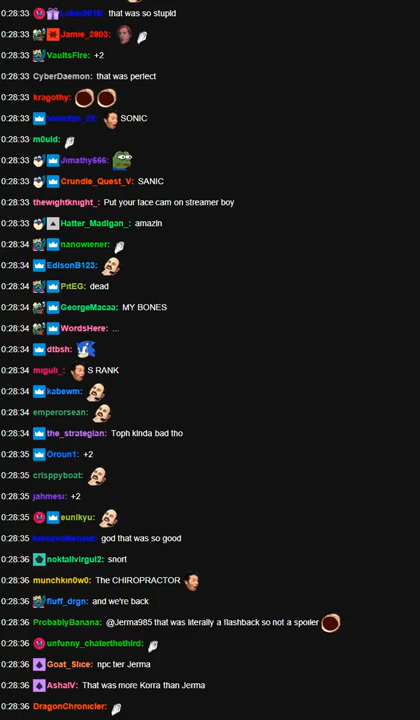 0:28:33 that was so stupid
0:28:33 Jamie_2803:
0:28:33 VaultsFire: +2
0:28:33 CyberDaemon: that was perfect
0:28:33 kragothy:
0:28:33 SONIC
0:28:33 m0uld:
0:28:33 Jimathy666:
0:28:33 Crundle_Quest_V: SANIC
0:28:33 thewightknight_: Put your face cam on streamer boy
0:28:33 Hatter_Madigan_: amazin
0:28:34 nanowiener:
0:28:34 EdisonB123:
0:28:34 PitEG: dead
0:28:34 GeorgeMacaa: MY BONES
0:28:34 WordsHere: ...
0:28:34 dtbsh:
0:28:34 miguli_: S RANK
0:28:34 kabewm:
0:28:34 emperorsean:
0:28:34 the_strategian: Toph kinda bad tho
0:28:35 Oroun1: +2
0:28:35 crisppyboat:
0:28:35 jahmesi: +2
0:28:35 eunikyu:
0:28:35 god that was so good
0:28:36 noktalivirgul2: snort
0:28:36 munchkin0w0: The CHIROPRACTOR
0:28:36 fluff_drgn: and we're back
0:28:36 ProbablyBanana: @Jerma985 that was literally a flashback so not a spoiler
0:28:36 unfunny_chaterthethird:
0:28:36 Goat_Slice: npc tier Jerma
0:28:36 AshalV: That was more Korra than Jerma
0:28:36 DragonChronicler: